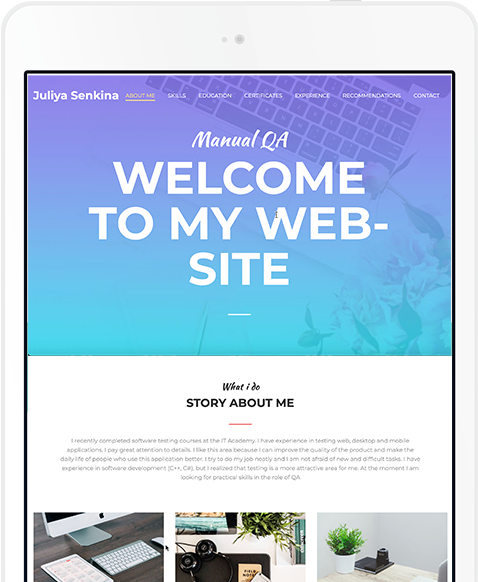 Juliya Senkina ABOUT ME SKILLS EDUCATION CERTIFICATES EXPERIENCE RECOMMENDATIONS CONTACT
Manual QA
WELCOME
TO MY WEB-
SITE
What i do
STORY ABOUT ME
I recently completed software testing courses at the IT Academy. I have experience in testing web, desktop and mobile
applications. I pay great attention to details. I like this area because I can improve the quality of the product and make the
daily life of people who use this application better. I try to do my job neatly and I am not afraid of new and difficult tasks. I have
experience in software development (C++, C#), but I realized that testing is a more attractive area for me. At the moment I am
looking for practical skills in the role of QA
FIELD
NOTES